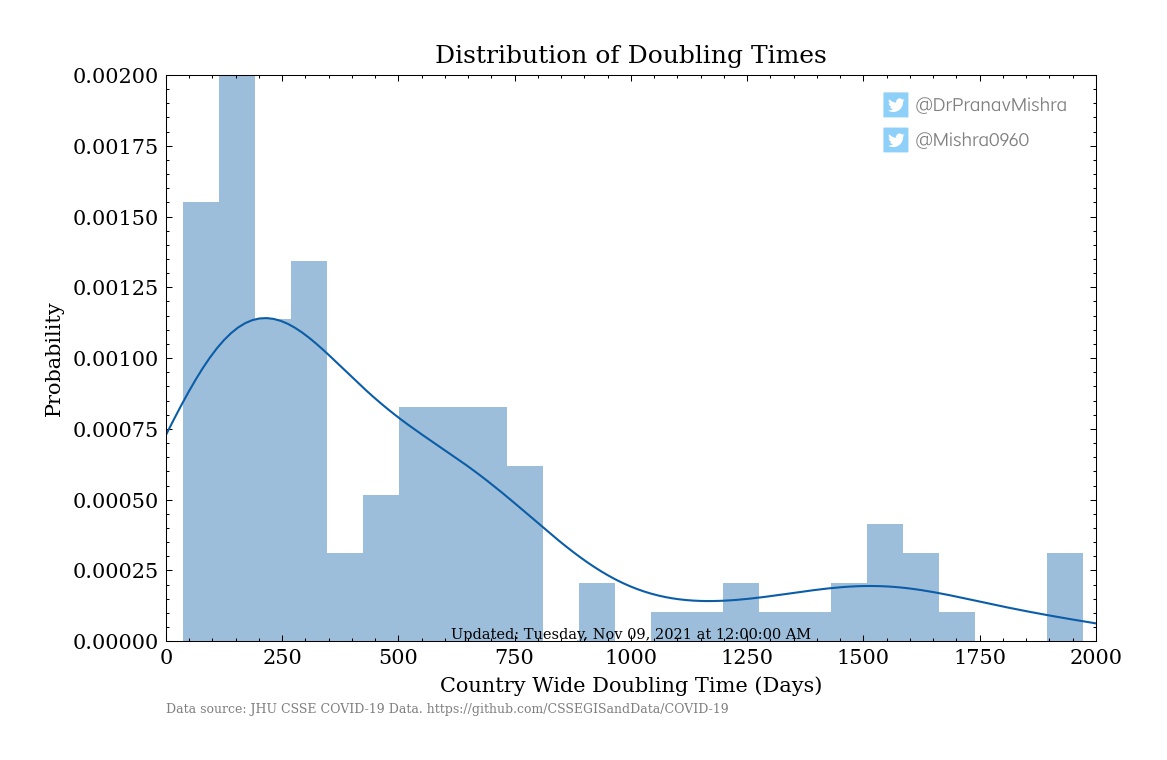 Distribution of Doubling Times
0.00200
0.00175
0.00150
0.00125
0.00100
0.00075
0.00050
0.00025
0.00000
Probability
@DrPranavMishra
@Mishra0960
Updated: Tuesday, Nov 09, 2021 at 12:00:00 AM
0 250 500 750 1000 1250 1500 1750 2000
Country Wide Doubling Time (Days)
Data source: JHU CSSE COVID-19 Data. https://github.com/CSSEGISandData/COVID-19